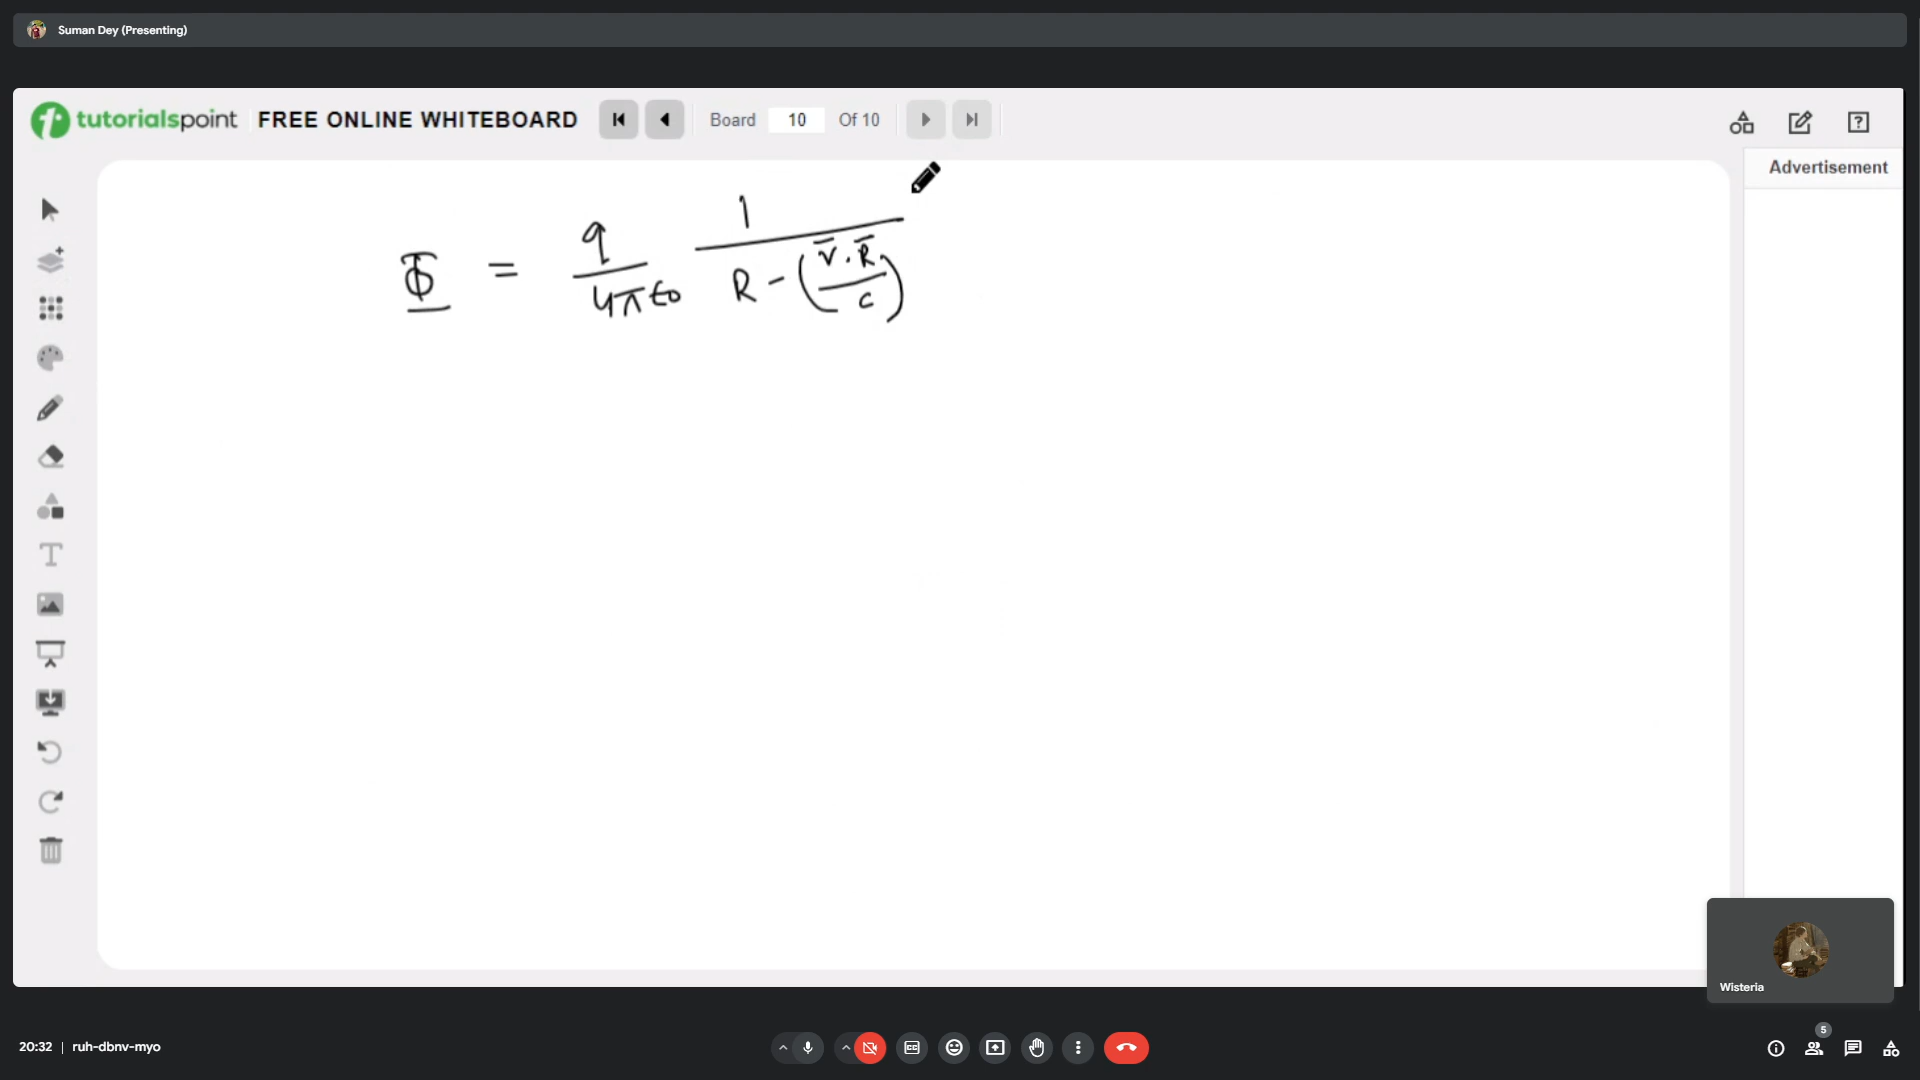 Suman Dey (Presenting)
tutorialspoint FREE ONLINE WHITEBOARD Board 10 Of 10
Advertisement
Φ = q/4πε0 1/(R - (v̄ . R̄/c))
Wisteria
20:32 | ruh-dbnv-myo
5